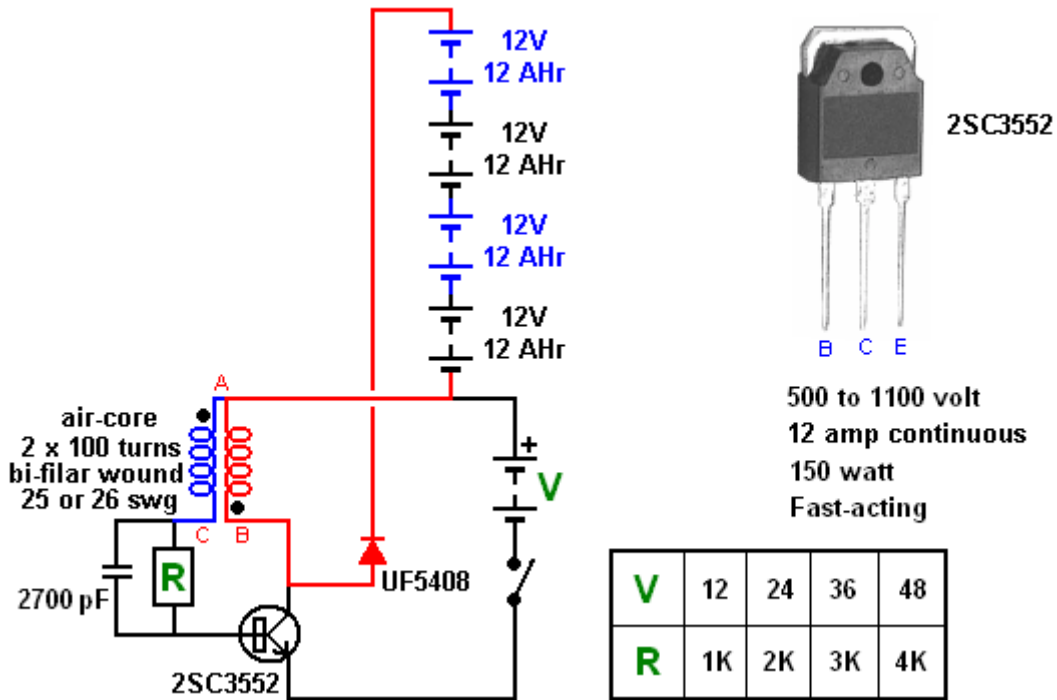 12V
12 AHr
12V
12 AHr
12V
12 AHr
12V
12 AHr
2SC3552
B C E
500 to 1100 volt
12 amp continuous
150 watt
Fast-acting
A
air-core
2 x 100 turns
bi-filar wound
25 or 26 swg
C B
+
V
R
2700 pF
UF5408
2SC3552
V 12 24 36 48
R 1K 2K 3K 4K